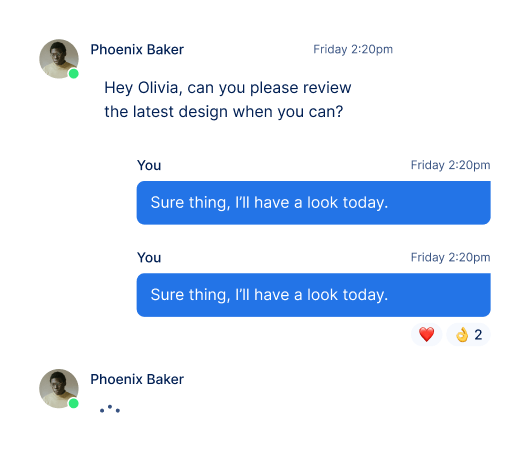 Phoenix Baker Friday 2:20pm
Hey Olivia, can you please review
the latest design when you can?
You Friday 2:20pm
Sure thing, I’ll have a look today.
You Friday 2:20pm
Sure thing, I’ll have a look today.
❤️ 👌 2
Phoenix Baker